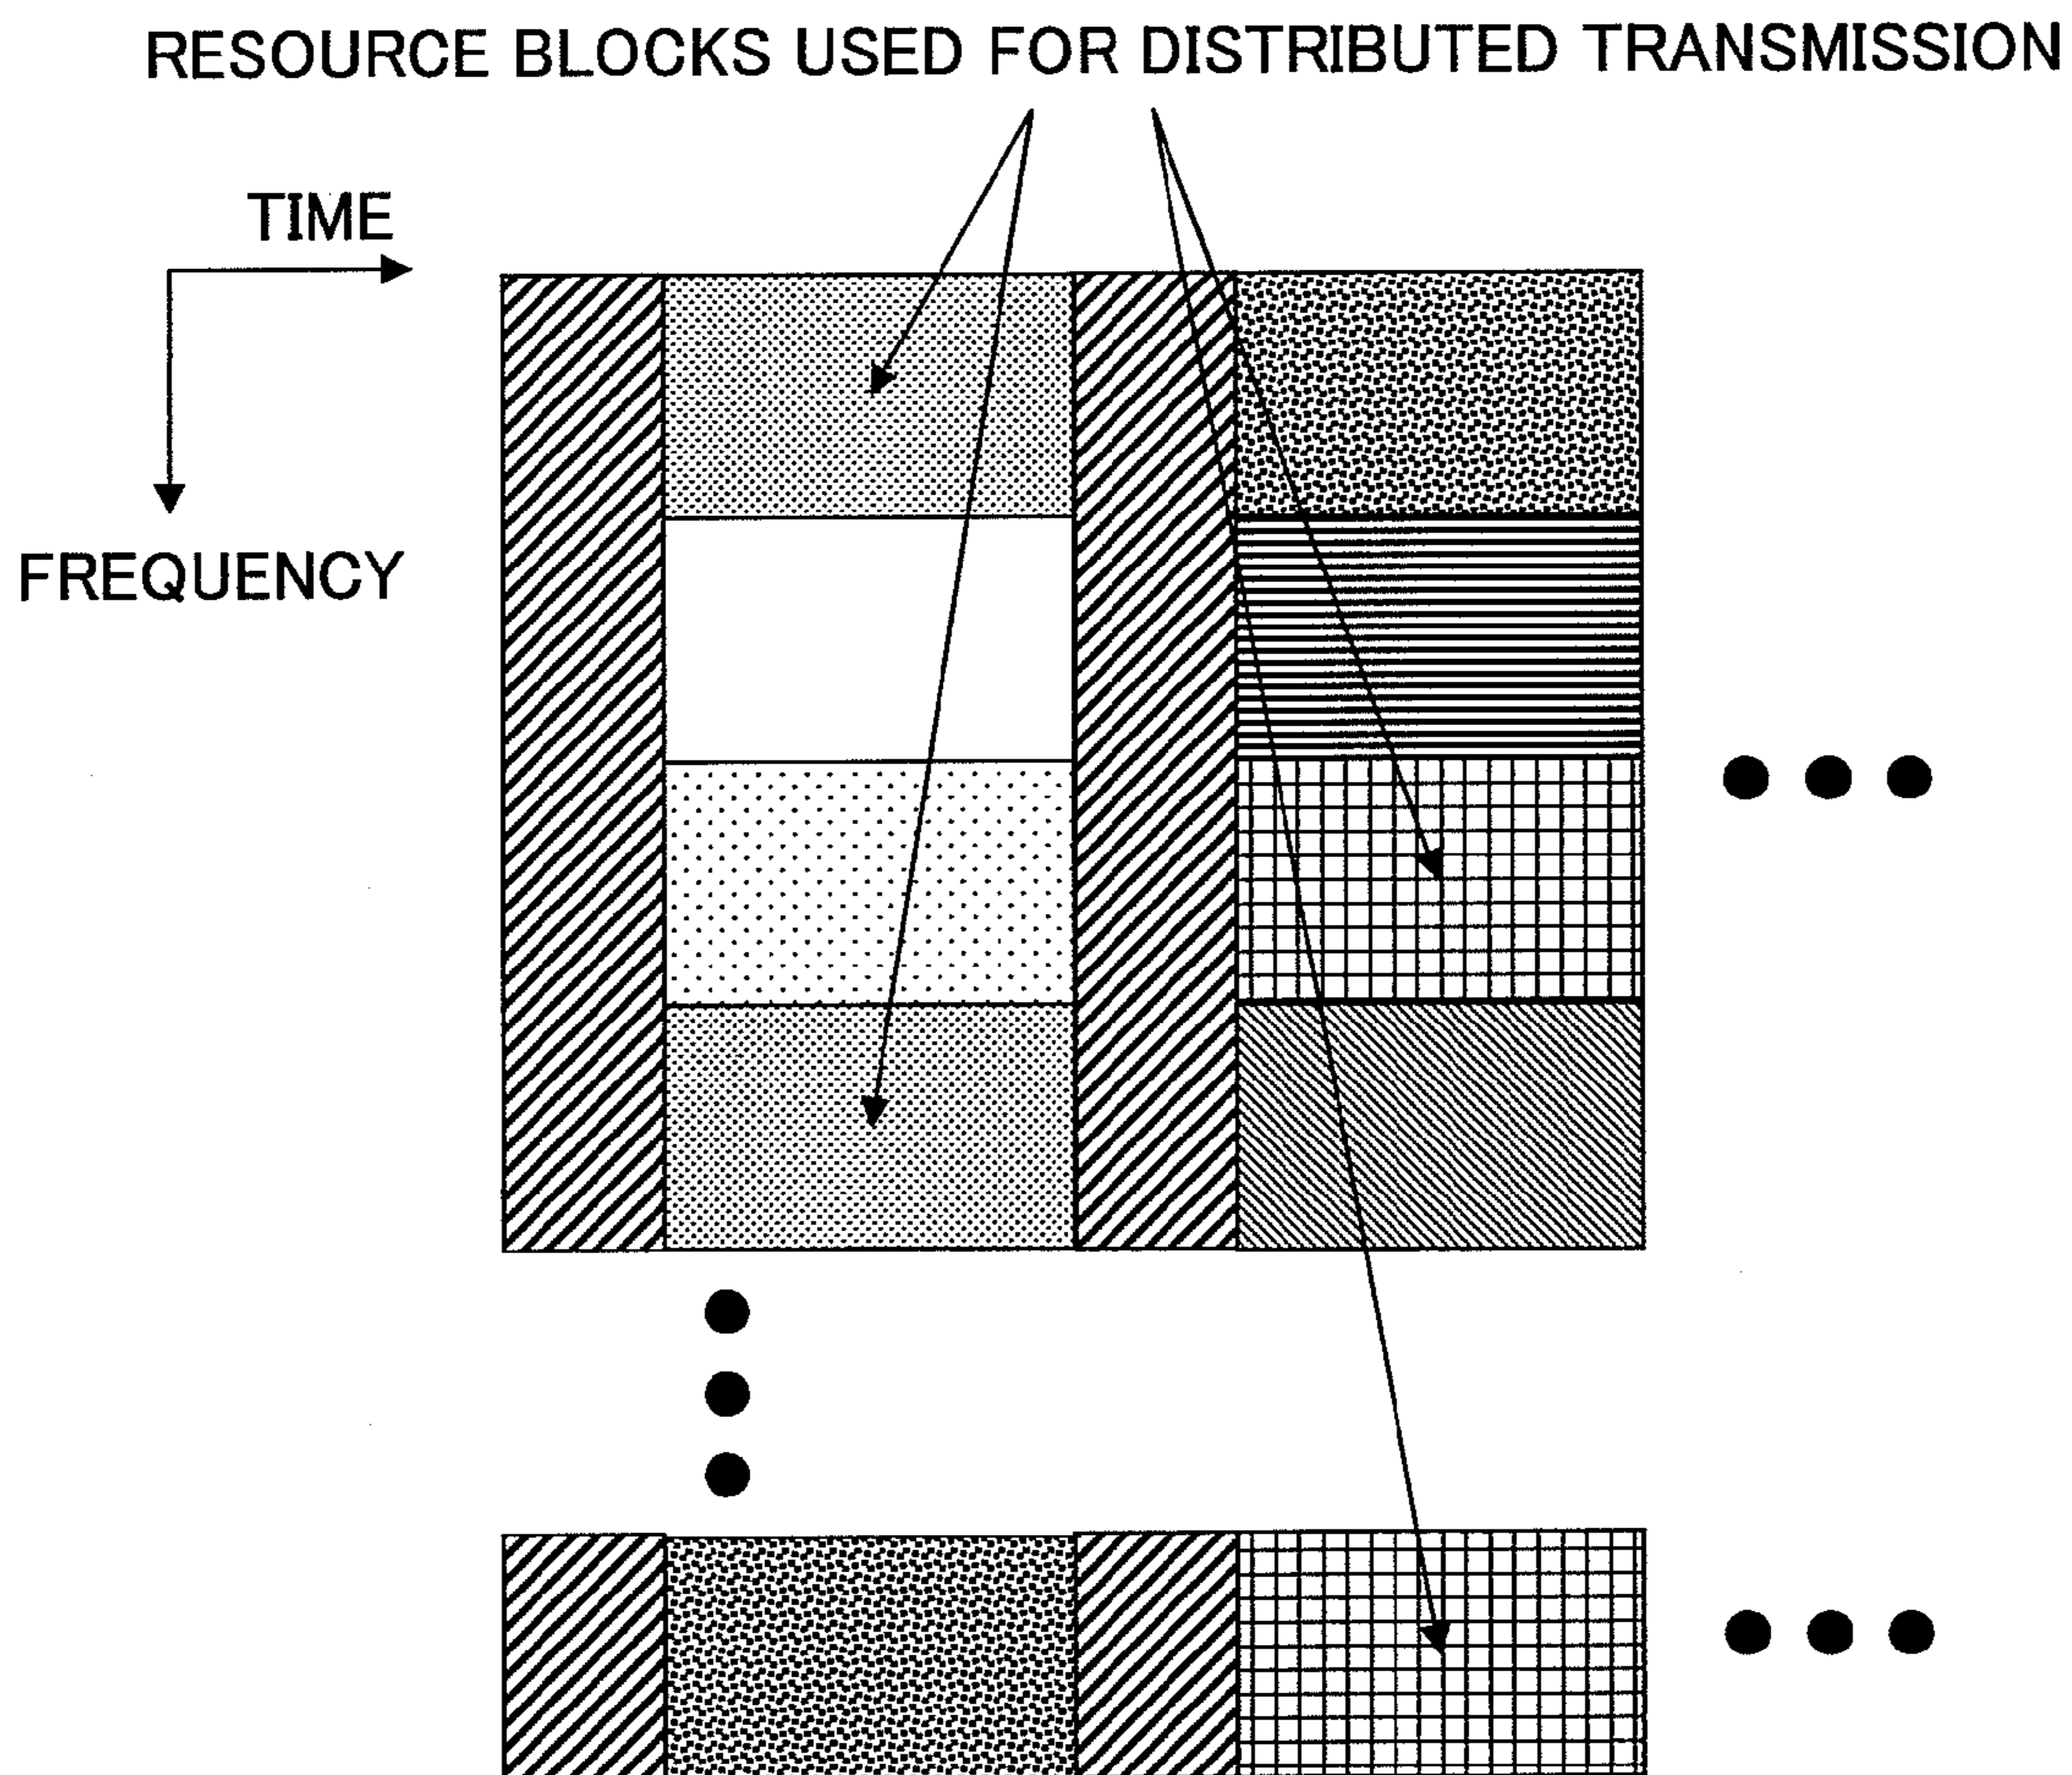 RESOURCE BLOCKS USED FOR DISTRIBUTED TRANSMISSION
TIME
FREQUENCY